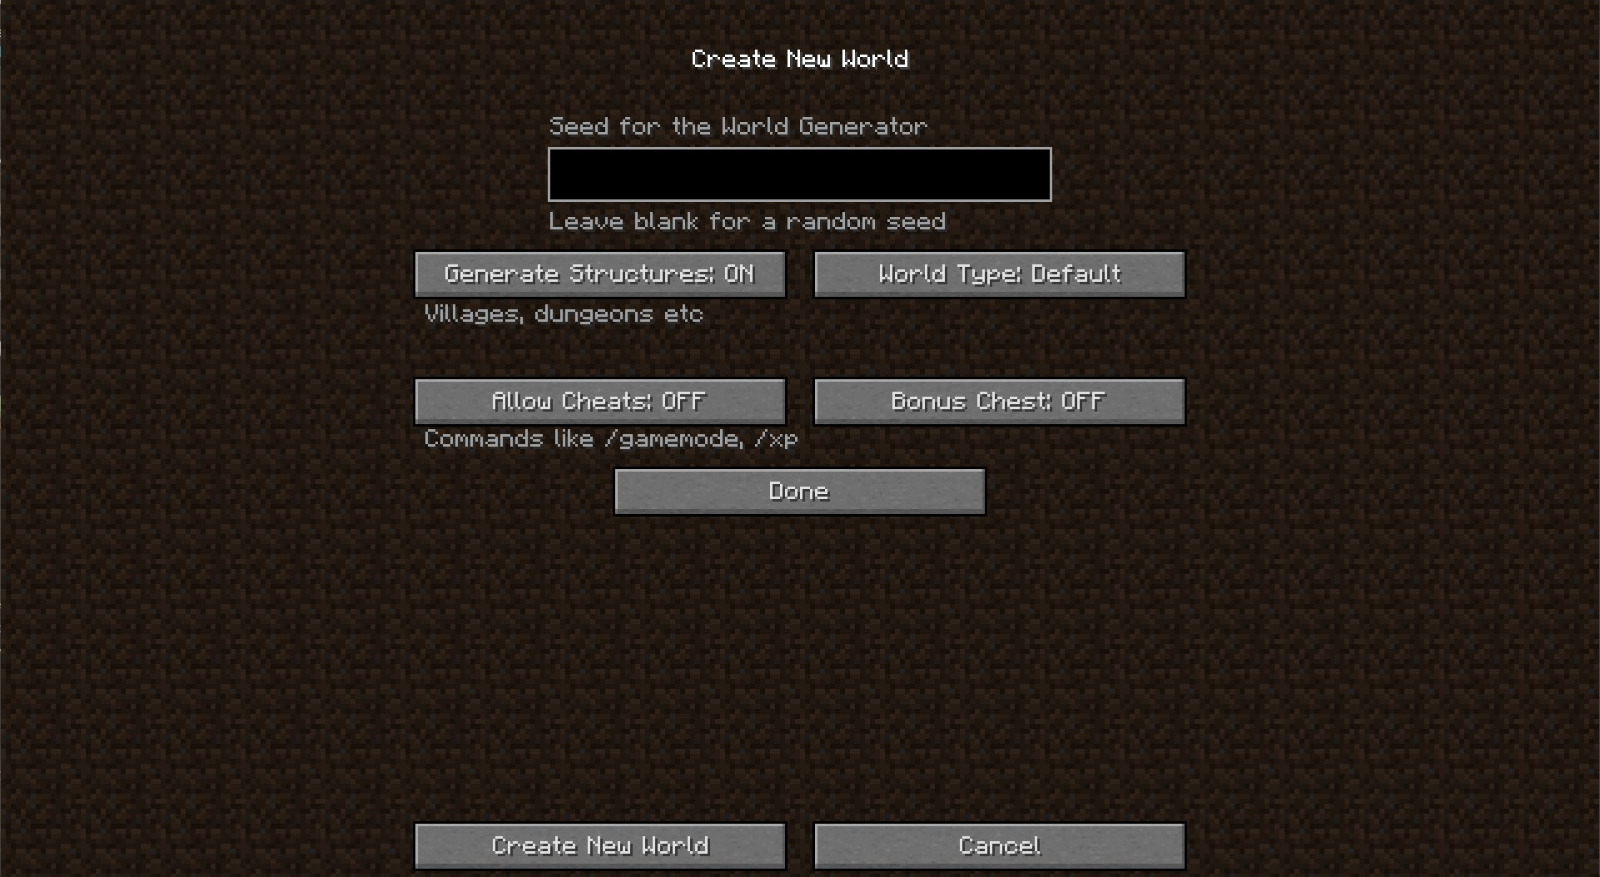 Create New World
Seed for the World Generator
Leave blank for a random seed
Generate Structures: ON
World Type: Default
Villages, dungeons etc
Allow Cheats: OFF
Bonus Chest: OFF
Commands like /gamemode, /xp
Done
Create New World
Cancel